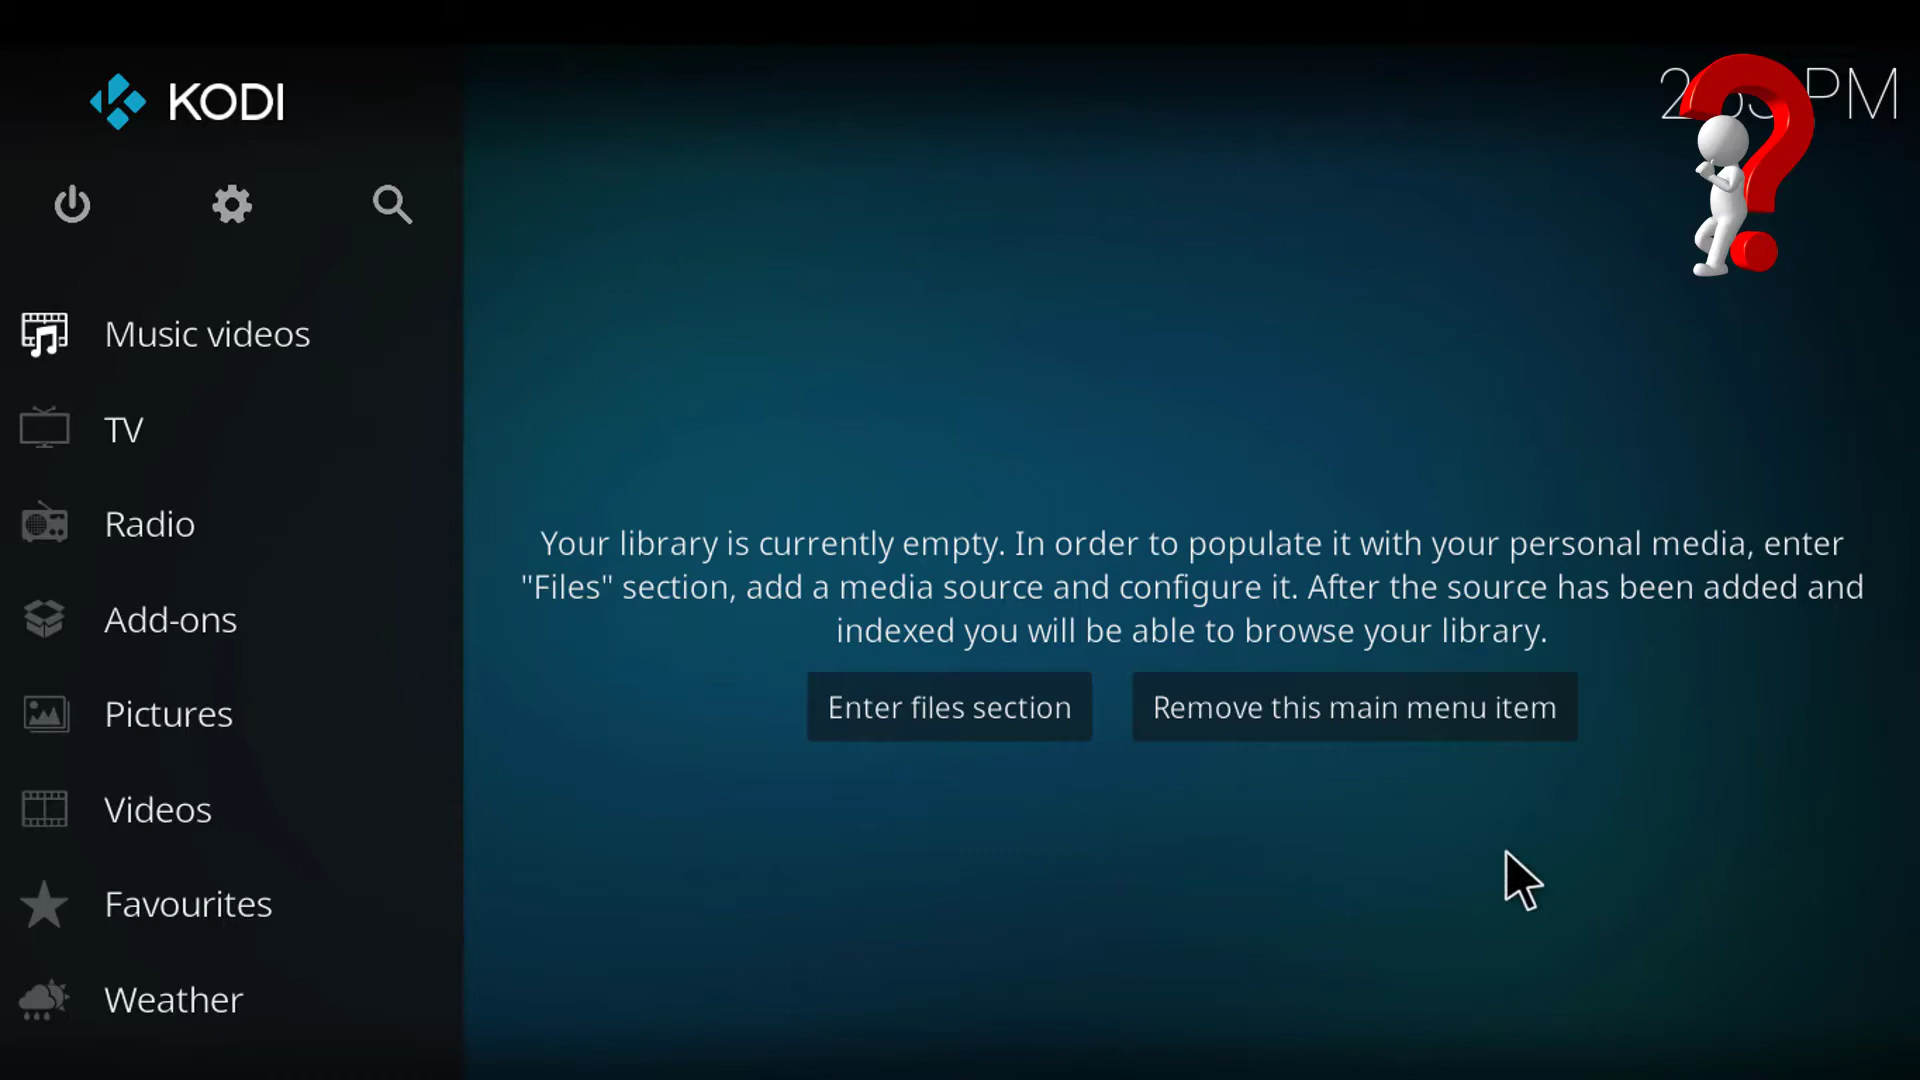 KODI
PM
Music videos
TV
Radio
Add-ons
Pictures
Videos
Favourites
Weather
Your library is currently empty. In order to populate it with your personal media, enter
"Files" section, add a media source and configure it. After the source has been added and
indexed you will be able to browse your library.
Enter files section
Remove this main menu item